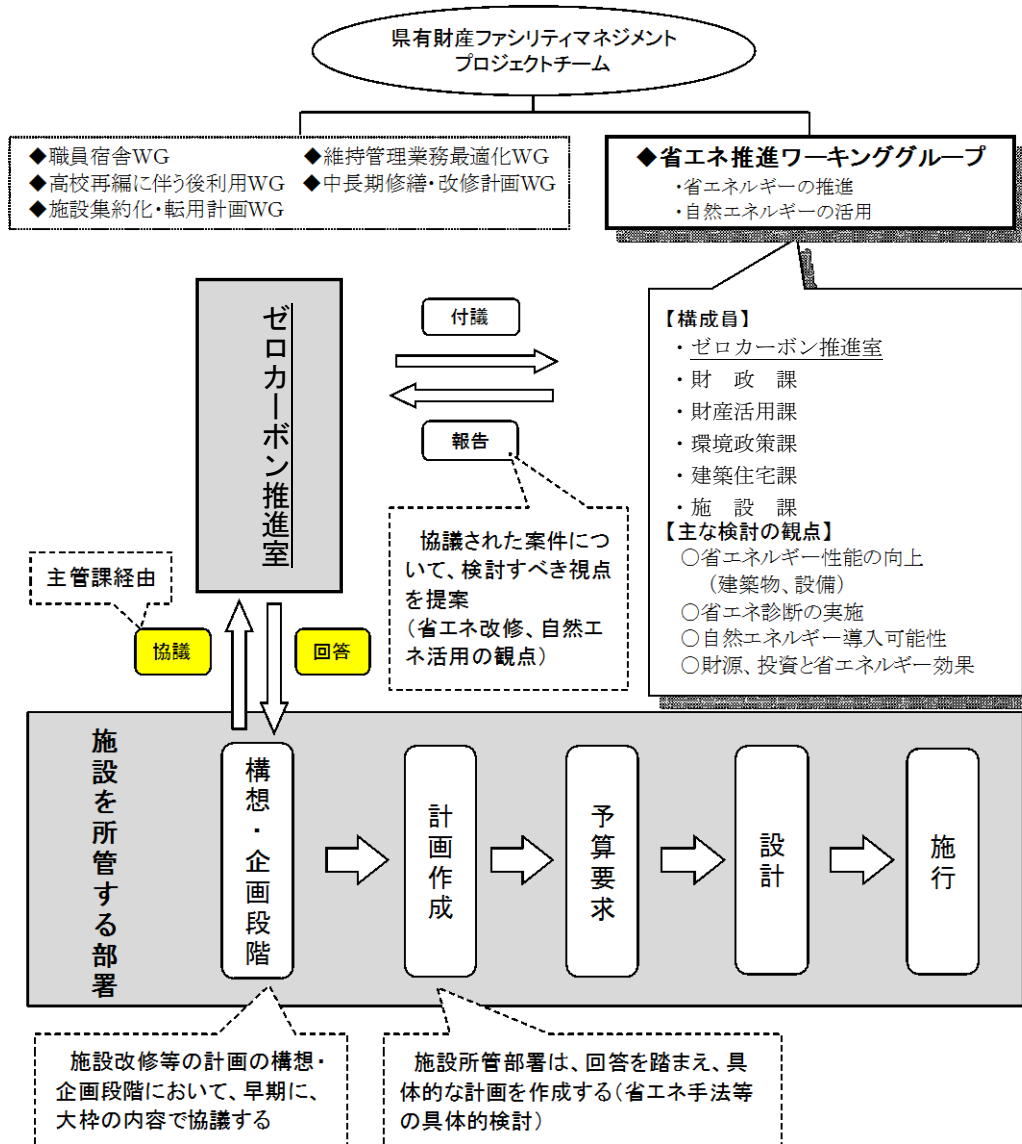 県有財産ファシリティマネジメント
プロジェクトチーム
◆職員宿舎WG
◆維持管理業務最適化WG
◆高校再編に伴う後利用WG
◆中長期修繕・改修計画WG
◆施設集約化・転用計画WG
◆省エネ推進ワーキンググループ
・省エネルギーの推進
・自然エネルギーの活用
ゼロカーボン推進室
付議
報告
【構成員】
・ゼロカーボン推進室
・財　政　課
・財産活用課
・環境政策課
・建築住宅課
・施　設　課
【主な検討の観点】
○省エネルギー性能の向上
（建築物、設備）
○省エネ診断の実施
○自然エネルギー導入可能性
○財源、投資と省エネルギー効果
協議された案件につ
いて、検討すべき視点
を提案
（省エネ改修、自然エ
ネ活用の観点）
主管課経由
協議
回答
施設を所管する部署
構想・企画段階
計画作成
予算要求
設計
施行
施設改修等の計画の構想・
企画段階において、早期に、
大枠の内容で協議する
施設所管部署は、回答を踏まえ、具
体的な計画を作成する（省エネ手法等
の具体的検討）